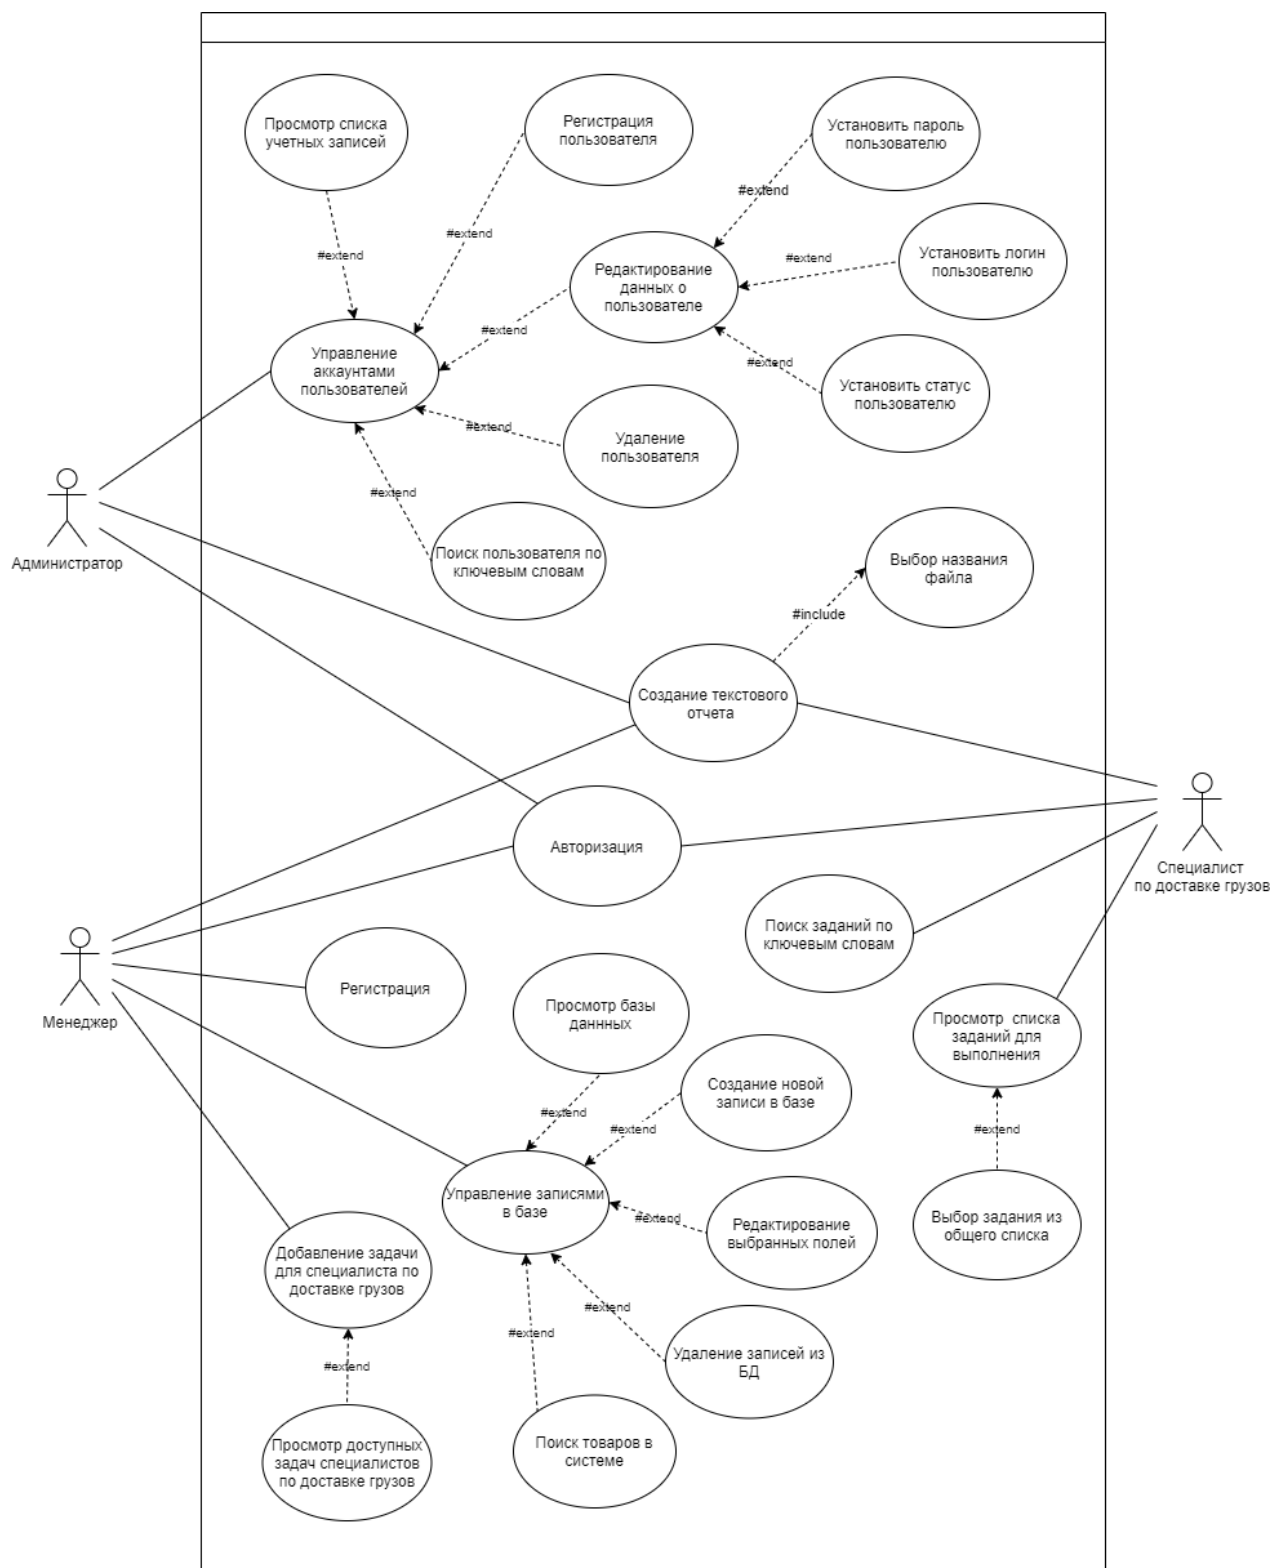 Просмотр списка
учетных записей
Регистрация
пользователя
Установить пароль
пользователю
#extend
#extend
#extend
Редактирование
данных о
пользователе
#extend
Установить логин
пользователю
#extend
#extend
Установить статус
пользователю
Управление
аккаунтами
пользователей
#extend
Удаление
пользователя
#extend
Поиск пользователя по
ключевым словам
Администратор
Выбор названия
файла
#include
Создание текстового
отчета
Авторизация
Специалист
по доставке грузов
Поиск заданий по
ключевым словам
Менеджер
Регистрация
Просмотр базы
даннных
Просмотр списка
заданий для
выполнения
Создание новой
записи в базе
#extend
#extend
#extend
Управление записями
в базе
#extend
Редактирование
выбранных полей
Выбор задания из
общего списка
Добавление задачи
для специалиста по
доставке грузов
#extend
#extend
Удаление записей из
БД
#extend
Просмотр доступных
задач специалистов
по доставке грузов
Поиск товаров в
системе